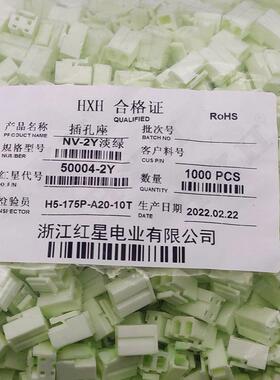 HXH 合格证 RoHS
QUALIFIED
产品名称 插孔座 批次号
PRODUCT NAME BATCH NO
规格型号 NV-2Y淡绿 客户料号
NUMBER CUS P/N
红星代号 50004-2Y 数量 1000 PCS
P/N QUANTITY
检验员 H5-175P-A20-10T 生产日期 2022.02.22
INSPECTOR
浙江红星电业有限公司